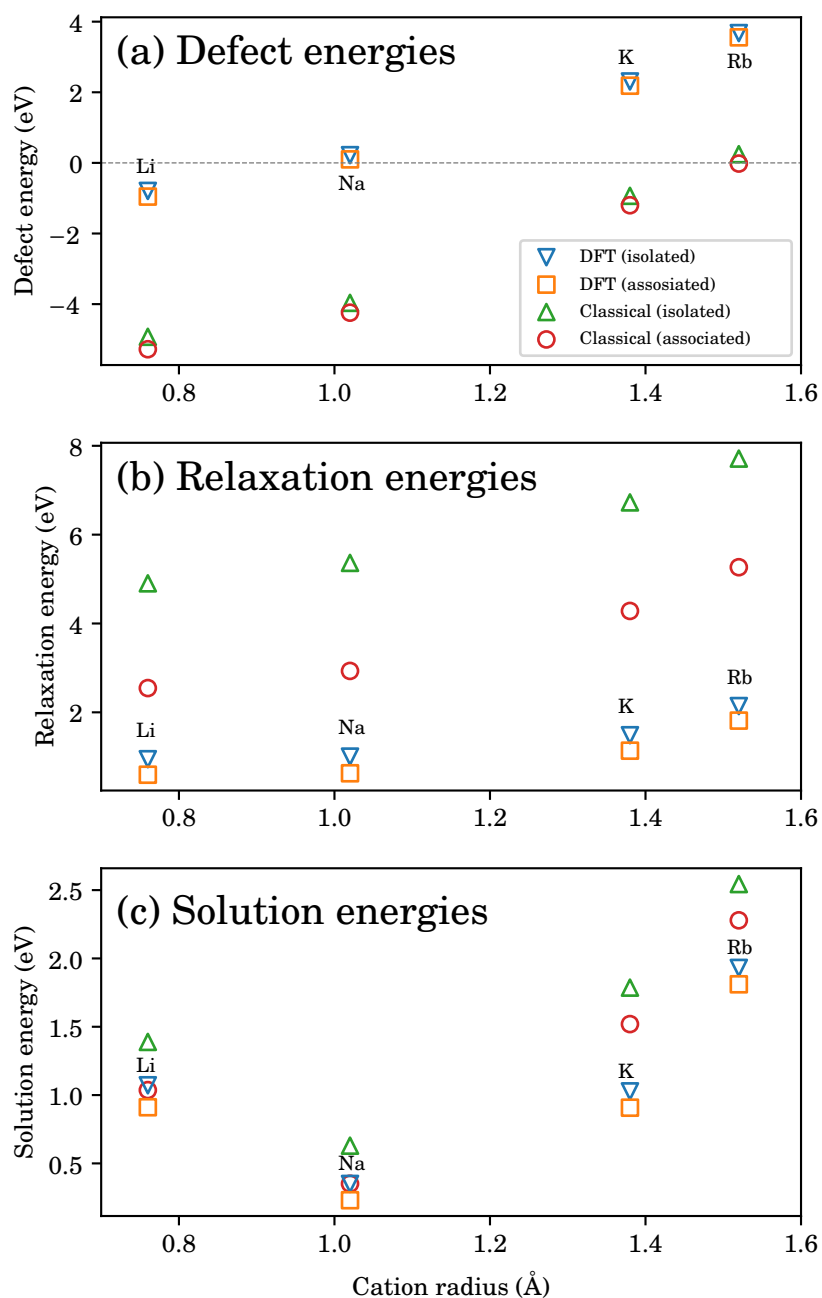 (a) Defect energies
Defect energy (eV)
4
2
0
−2
−4
Li
Na
K
Rb
DFT (isolated)
DFT (assosiated)
Classical (isolated)
Classical (associated)
0.8
1.0
1.2
1.4
1.6
(b) Relaxation energies
Relaxation energy (eV)
8
6
4
2
Li
Na
K
Rb
0.8
1.0
1.2
1.4
1.6
(c) Solution energies
Solution energy (eV)
2.5
2.0
1.5
1.0
0.5
Li
Na
K
Rb
0.8
1.0
1.2
1.4
1.6
Cation radius (Å)